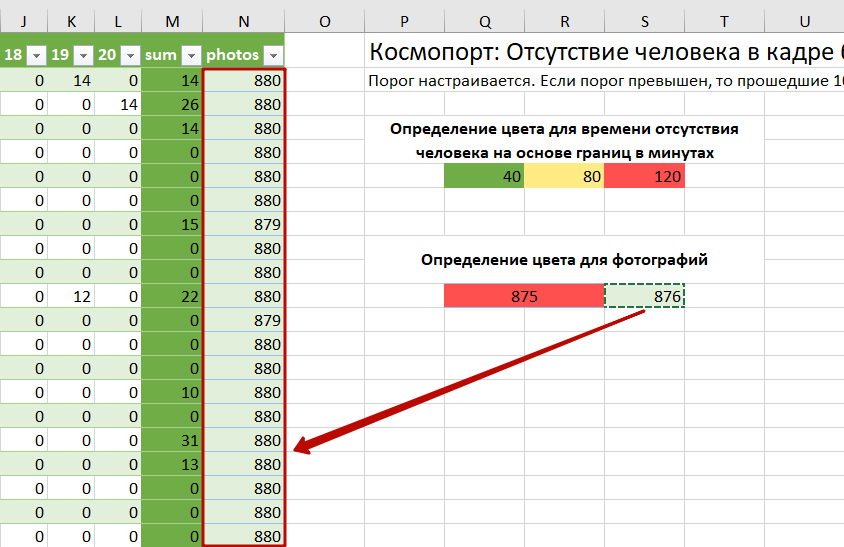 J K L M N O P Q R S T U
18 19 20 sum photos Космопорт: Отсутствие человека в кадре
0 14 0 14 880 Порог настраивается. Если порог превышен, то прошедшие
0 0 14 26 880
0 0 0 14 880 Определение цвета для времени отсутствия
0 0 0 0 880 человека на основе границ в минутах
0 0 0 0 880 40 80 120
0 0 0 0 880
0 0 0 15 879
0 0 0 0 880
0 0 0 0 880 Определение цвета для фотографий
0 12 0 22 880 875 876
0 0 0 0 879
0 0 0 0 880
0 0 0 0 880
0 0 0 10 880
0 0 0 0 880
0 0 0 31 880
0 0 0 13 880
0 0 0 0 880
0 0 0 0 880
0 0 0 0 880